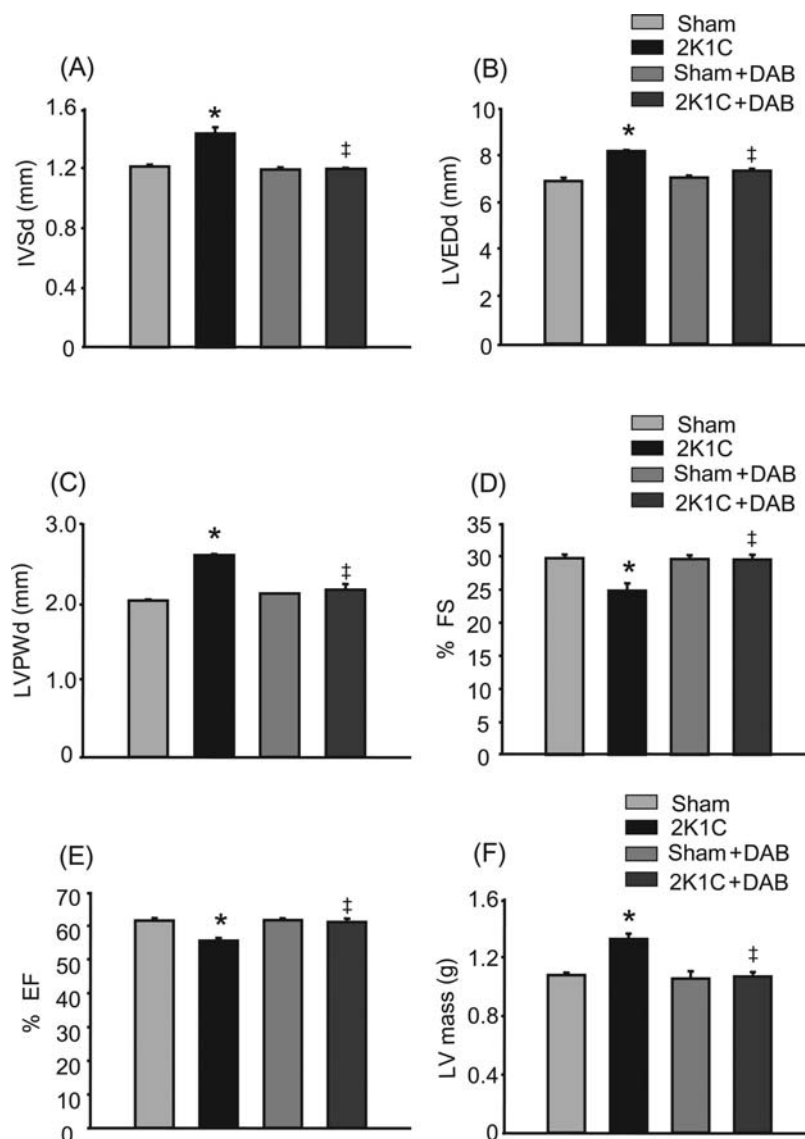 Sham
2K1C
Sham+DAB
2K1C+DAB
(A)
*
‡
1.6
1.2
0.8
0.4
0
IVSd (mm)
(B)
*
‡
10
8
6
4
2
0
LVEDd (mm)
Sham
2K1C
Sham+DAB
2K1C+DAB
(C)
*
‡
3.0
2.0
1.0
0
LVPWd (mm)
(D)
*
‡
35
30
25
20
15
10
5
0
% FS
Sham
2K1C
Sham+DAB
2K1C+DAB
(E)
*
‡
70
60
50
40
30
20
10
0
% EF
(F)
*
‡
1.6
1.2
0.8
0.4
0
LV mass (g)